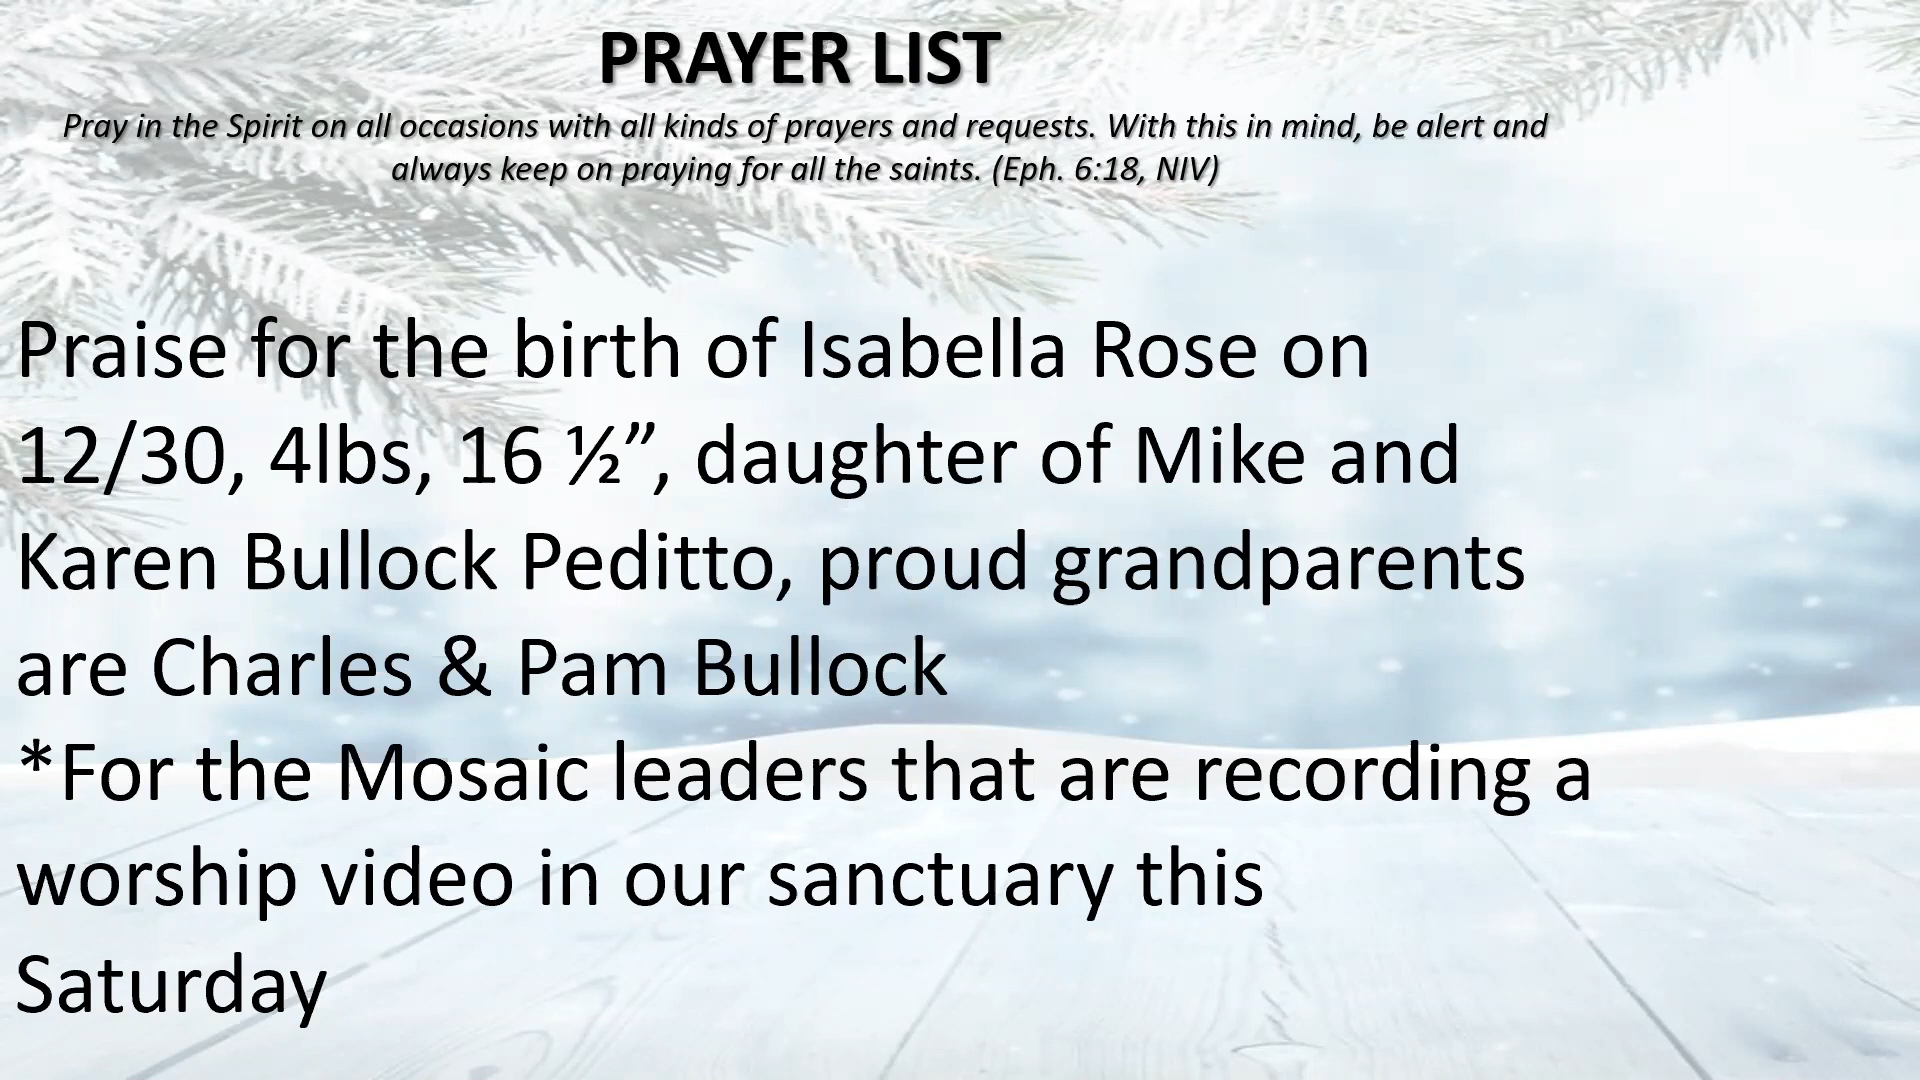 PRAYER LIST
Pray in the Spirit on all occasions with all kinds of prayers and requests. With this in mind, be alert and
always keep on praying for all the saints. (Eph. 6:18, NIV)
Praise for the birth of Isabella Rose on
12/30, 4lbs, 16 ½”, daughter of Mike and
Karen Bullock Peditto, proud grandparents
are Charles & Pam Bullock
*For the Mosaic leaders that are recording a
worship video in our sanctuary this
Saturday